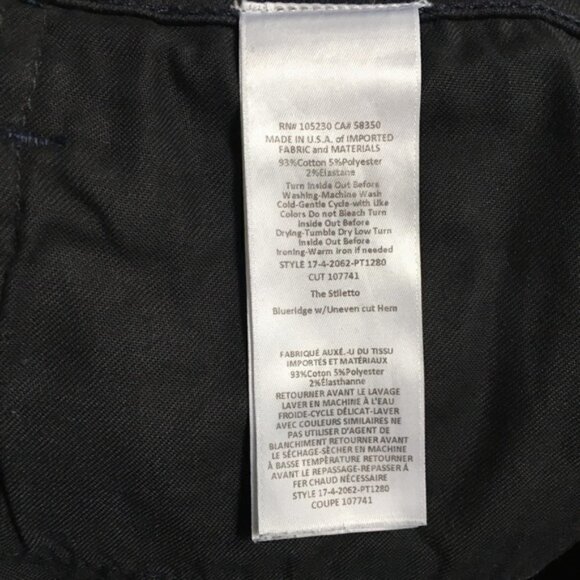 RN# 105230 CA# 58350
MADE IN U.S.A. of IMPORTED
FABRIC and MATERIALS
93%Cotton 5%Polyester
2%Elastane
Turn Inside Out Before
Washing-Machine Wash
Cold-Gentle Cycle-with Like
Colors Do not Bleach Turn
Inside Out Before
Drying-Tumble Dry Low Turn
Inside Out Before
Ironing-Warm Iron if needed
STYLE 17-4-2062-PT1280
CUT 107741
The Stiletto
Blueridge w/Uneven cut Hem
FABRIQUÉ AUXÉ.-U DU TISSU
IMPORTÉS ET MATÉRIAUX
93%Coton 5%Polyester
2%Élasthanne
RETOURNER AVANT LE LAVAGE
LAVER EN MACHINE À L'EAU
FROIDE-CYCLE DÉLICAT-LAVER
AVEC COULEURS SIMILAIRES NE
PAS UTILISER D'AGENT DE
BLANCHIMENT RETOURNER AVANT
LE SÉCHAGE-SÉCHER EN MACHINE
À BASSE TEMPÉRATURE RETOURNER
AVANT LE REPASSAGE-REPASSER À
FER CHAUD SI NÉCESSAIRE
STYLE 17-4-2062-PT1280
COUPE 107741